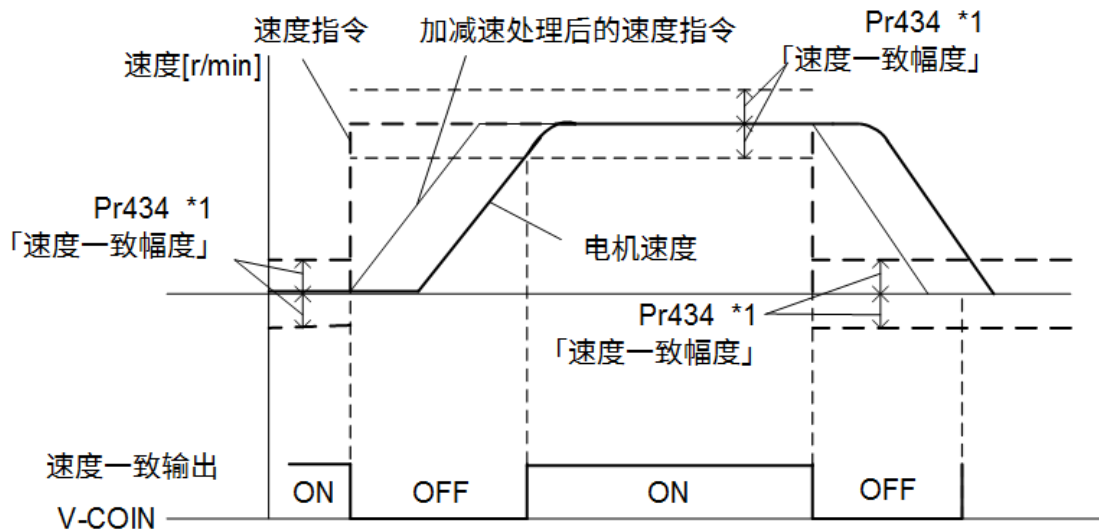 速度指令
加减速处理后的速度指令
Pr434 *1
「速度一致幅度」
速度[r/min]
Pr434 *1
「速度一致幅度」
电机速度
Pr434 *1
「速度一致幅度」
速度一致输出
ON
OFF
ON
OFF
V-COIN